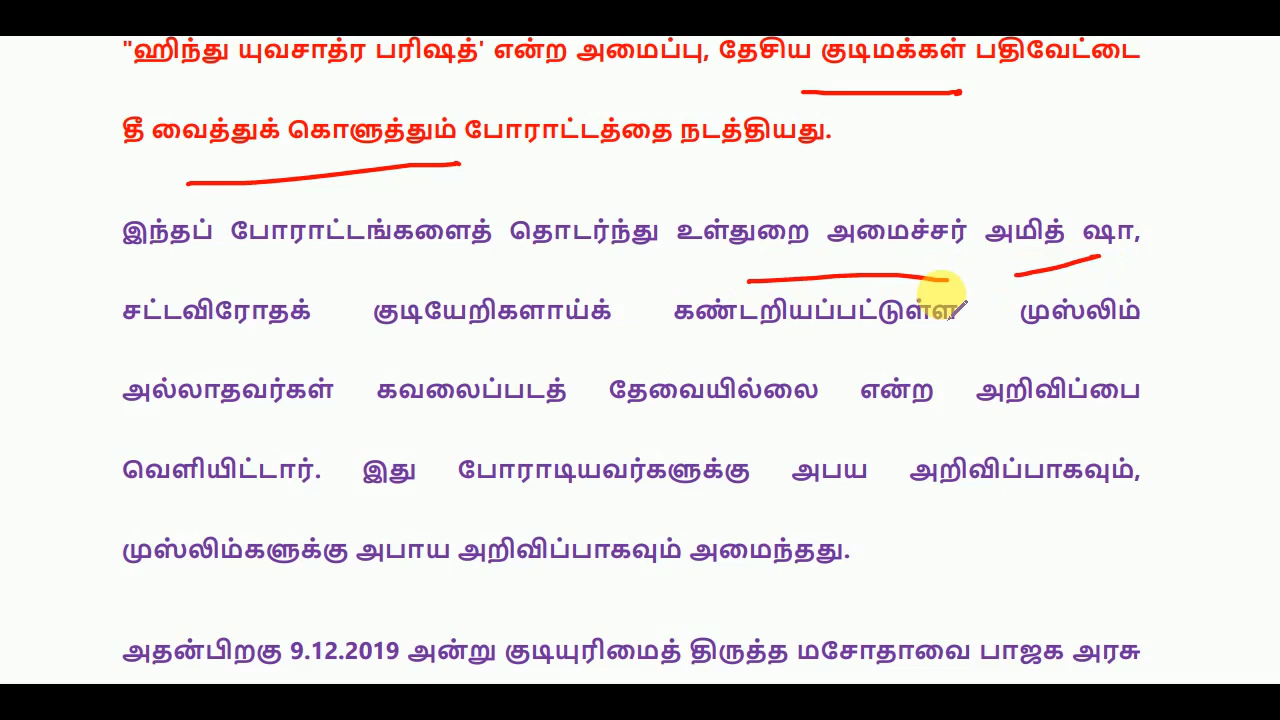 "ஹிந்து யுவசாத்ர பரிஷத்' என்ற அமைப்பு, தேசிய குடிமக்கள் பதிவேட்டை
தீ வைத்துக் கொளுத்தும் போராட்டத்தை நடத்தியது.
இந்தப் போராட்டங்களைத் தொடர்ந்து உள்துறை அமைச்சர் அமித் ஷா,
சட்டவிரோதக் குடியேறிகளாய்க் கண்டறியப்பட்டுள்ள முஸ்லிம்
அல்லாதவர்கள் கவலைப்படத் தேவையில்லை என்ற அறிவிப்பை
வெளியிட்டார். இது போராடியவர்களுக்கு அபய அறிவிப்பாகவும்,
முஸ்லிம்களுக்கு அபாய அறிவிப்பாகவும் அமைந்தது.
அதன்பிறகு 9.12.2019 அன்று குடியுரிமைத் திருத்த மசோதாவை பாஜக அரசு